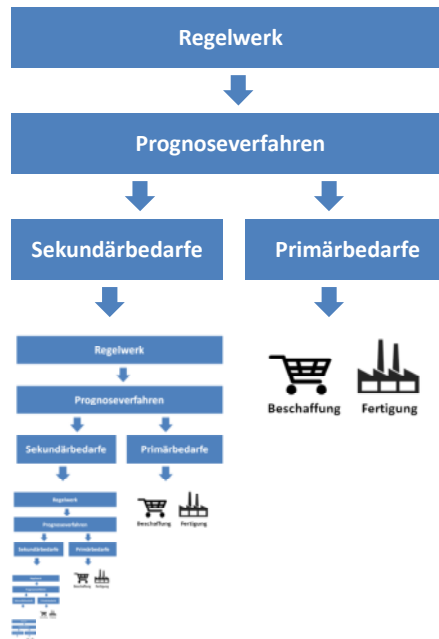 Regelwerk
Prognoseverfahren
Sekundärbedarfe Primärbedarfe
Beschaffung Fertigung
Regelwerk
Prognoseverfahren
Sekundärbedarfe Primärbedarfe
Beschaffung Fertigung
Regelwerk
Prognoseverfahren
Sekundärbedarfe Primärbedarfe
Beschaffung Fertigung